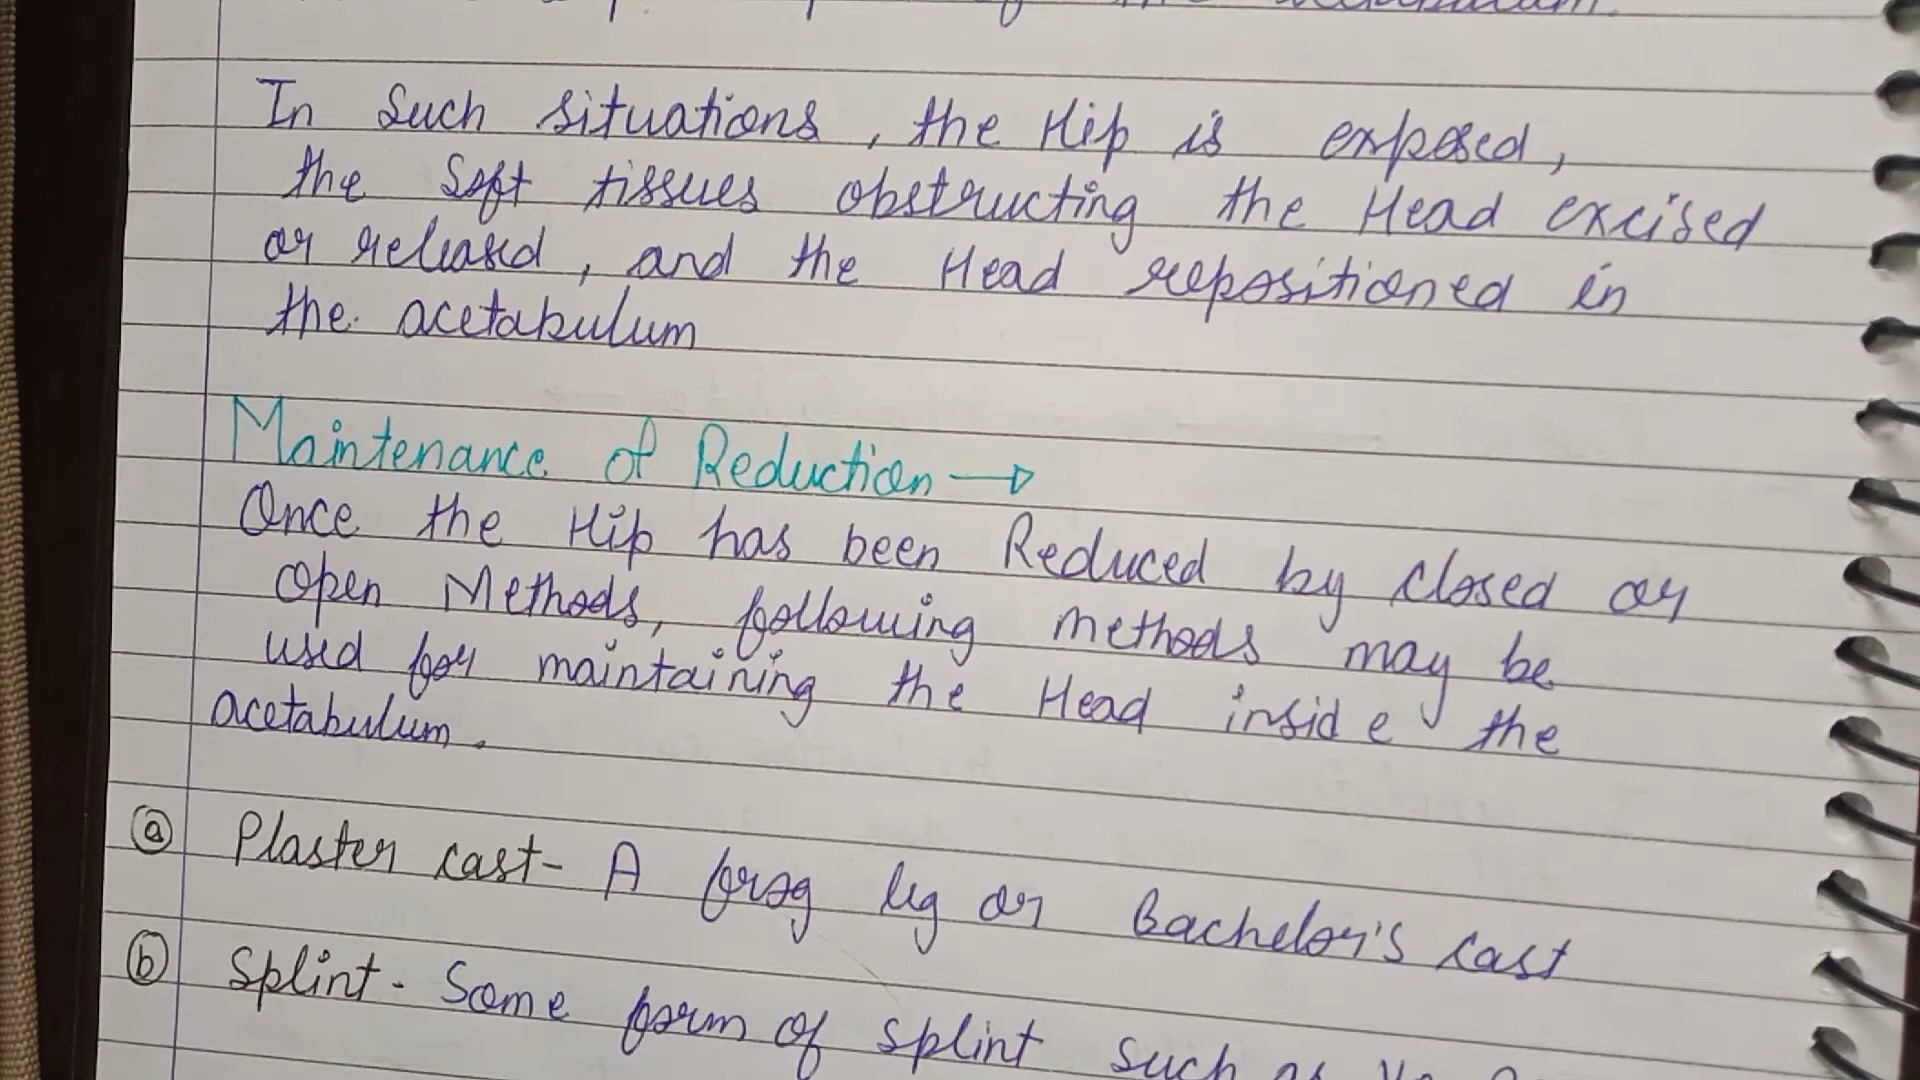 In Such situations, the Hip is exposed,
the Soft tissues obstructing the Head excised
or released, and the Head repositioned in
the acetabulum
Maintenance of Reduction →
Once the Hip has been Reduced by closed or
open Methods, following methods may be
used for maintaining the Head inside the
acetabulum.
(a) Plaster cast - A frog leg or Bachelor's cast
(b) Splint - Some form of splint such as